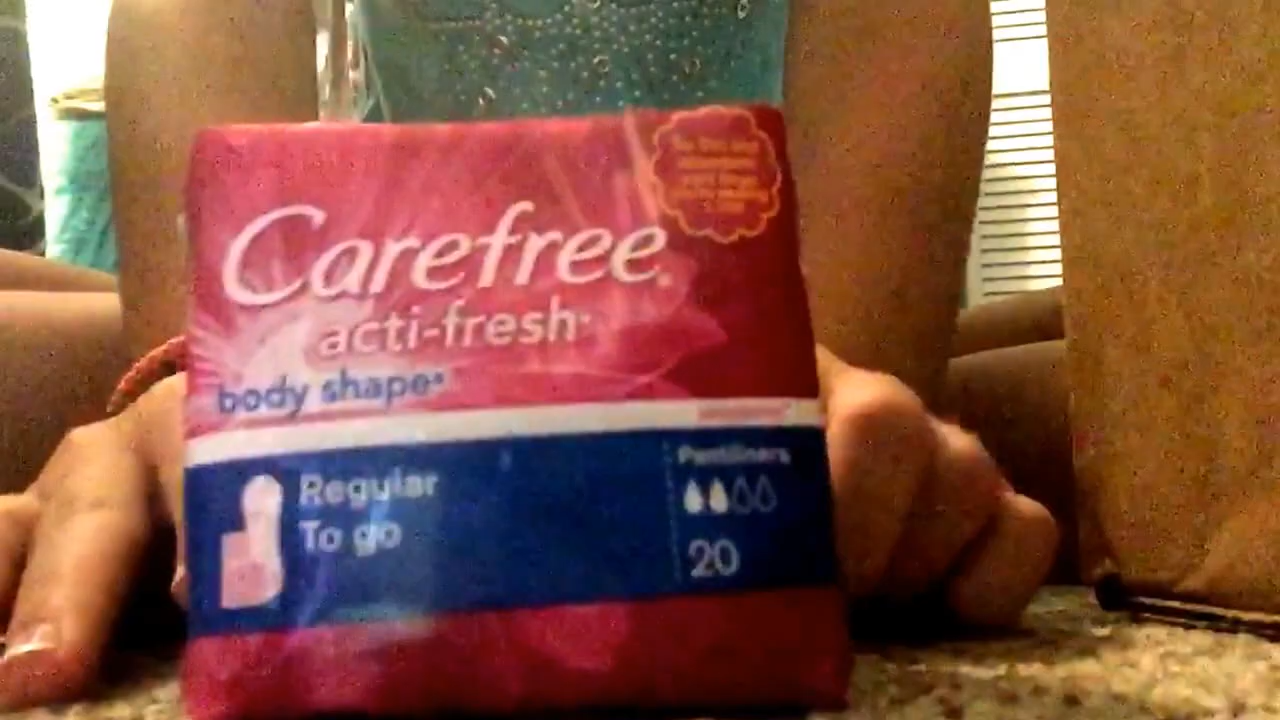 Carefree®
acti-fresh
body shape
Regular
To go
Pantiliners
20